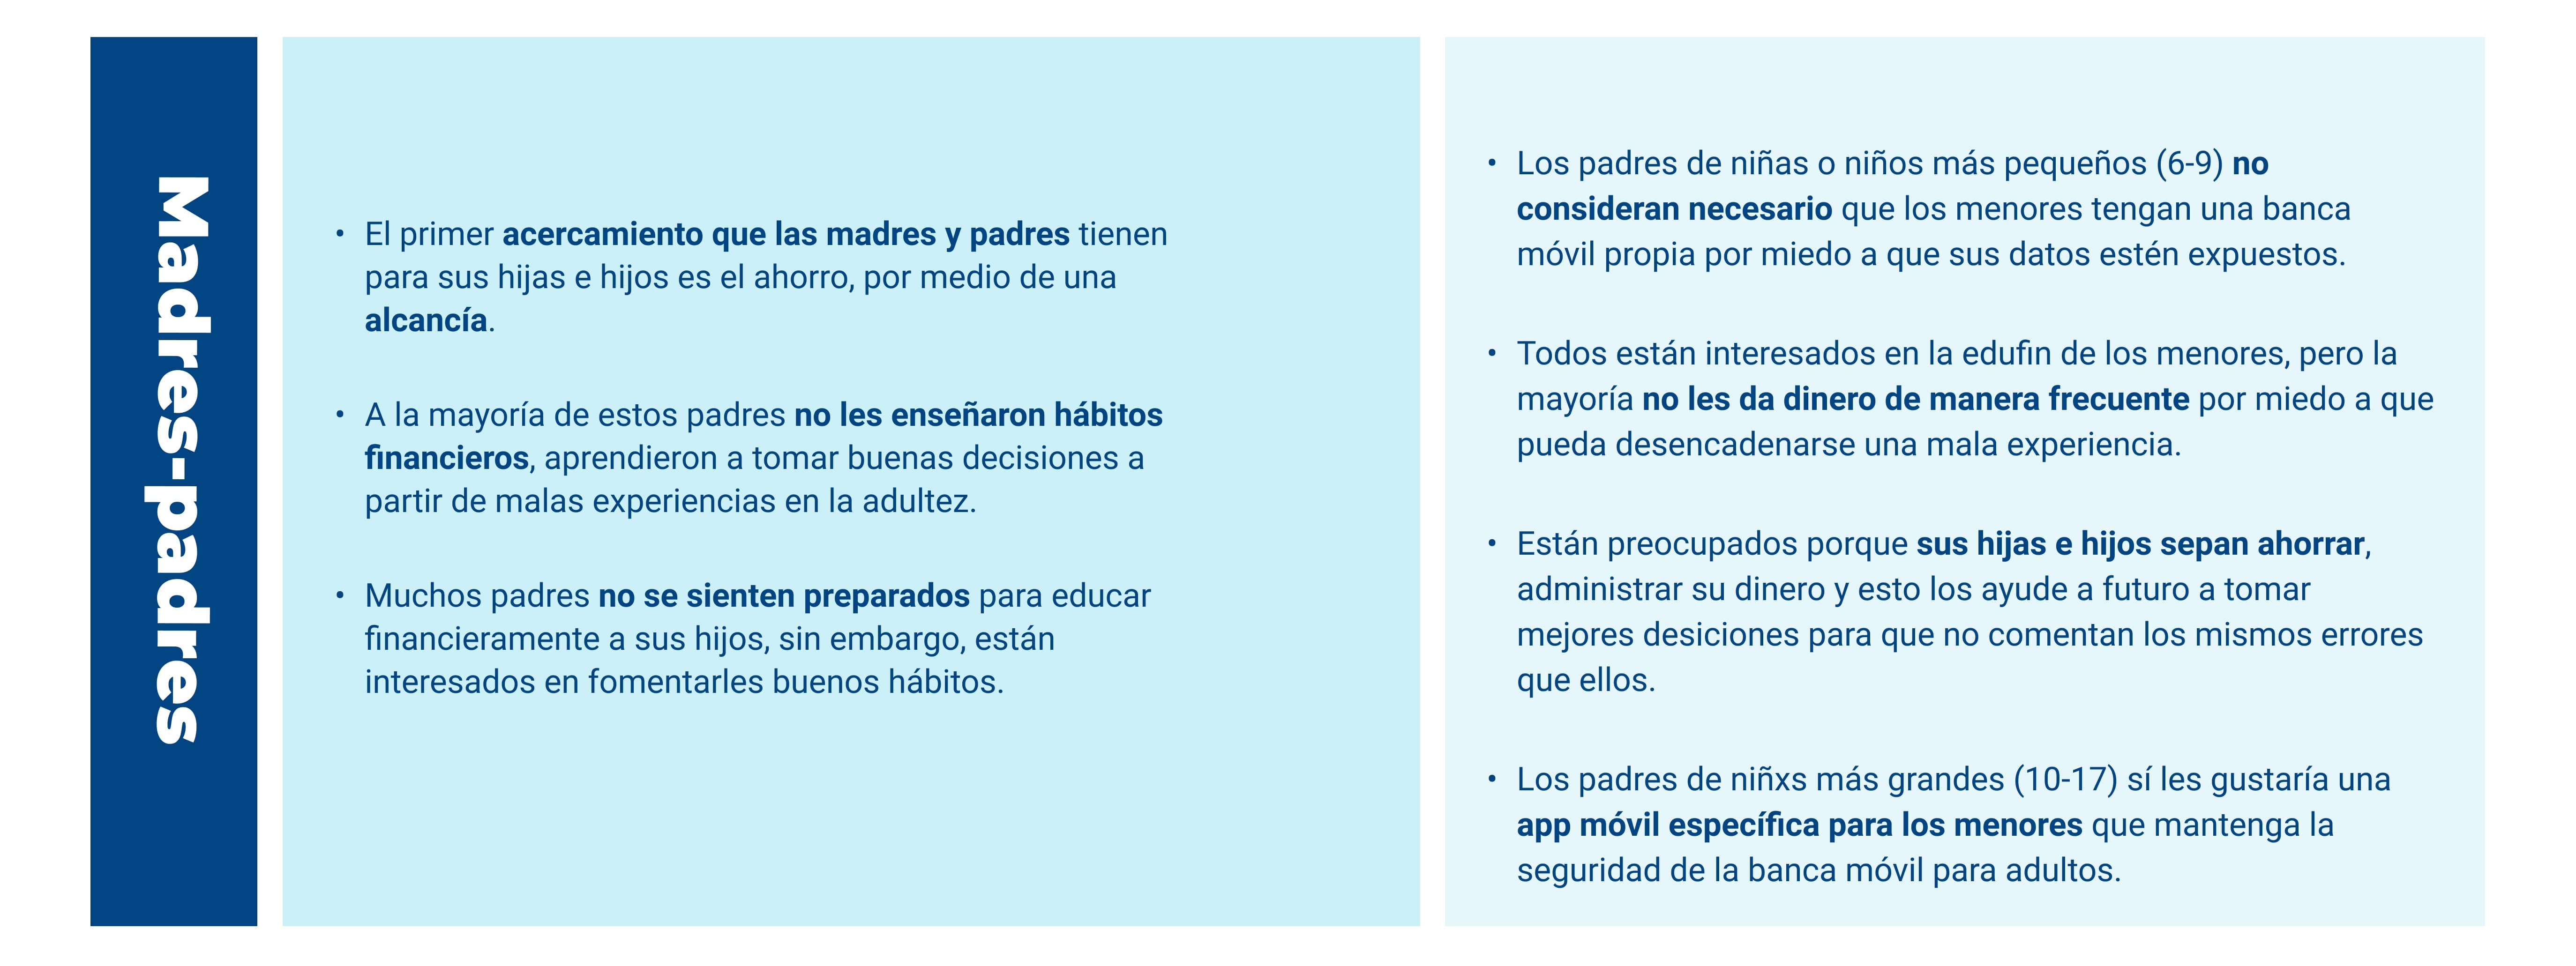 Madres-padres
• El primer acercamiento que las madres y padres tienen
para sus hijas e hijos es el ahorro, por medio de una
alcancía.
• A la mayoría de estos padres no les enseñaron hábitos
financieros, aprendieron a tomar buenas decisiones a
partir de malas experiencias en la adultez.
• Muchos padres no se sienten preparados para educar
financieramente a sus hijos, sin embargo, están
interesados en fomentarles buenos hábitos.
• Los padres de niñas o niños más pequeños (6-9) no
consideran necesario que los menores tengan una banca
móvil propia por miedo a que sus datos estén expuestos.
• Todos están interesados en la edufin de los menores, pero la
mayoría no les da dinero de manera frecuente por miedo a que
pueda desencadenarse una mala experiencia.
• Están preocupados porque sus hijas e hijos sepan ahorrar,
administrar su dinero y esto los ayude a futuro a tomar
mejores desiciones para que no comentan los mismos errores
que ellos.
• Los padres de niñxs más grandes (10-17) sí les gustaría una
app móvil específica para los menores que mantenga la
seguridad de la banca móvil para adultos.